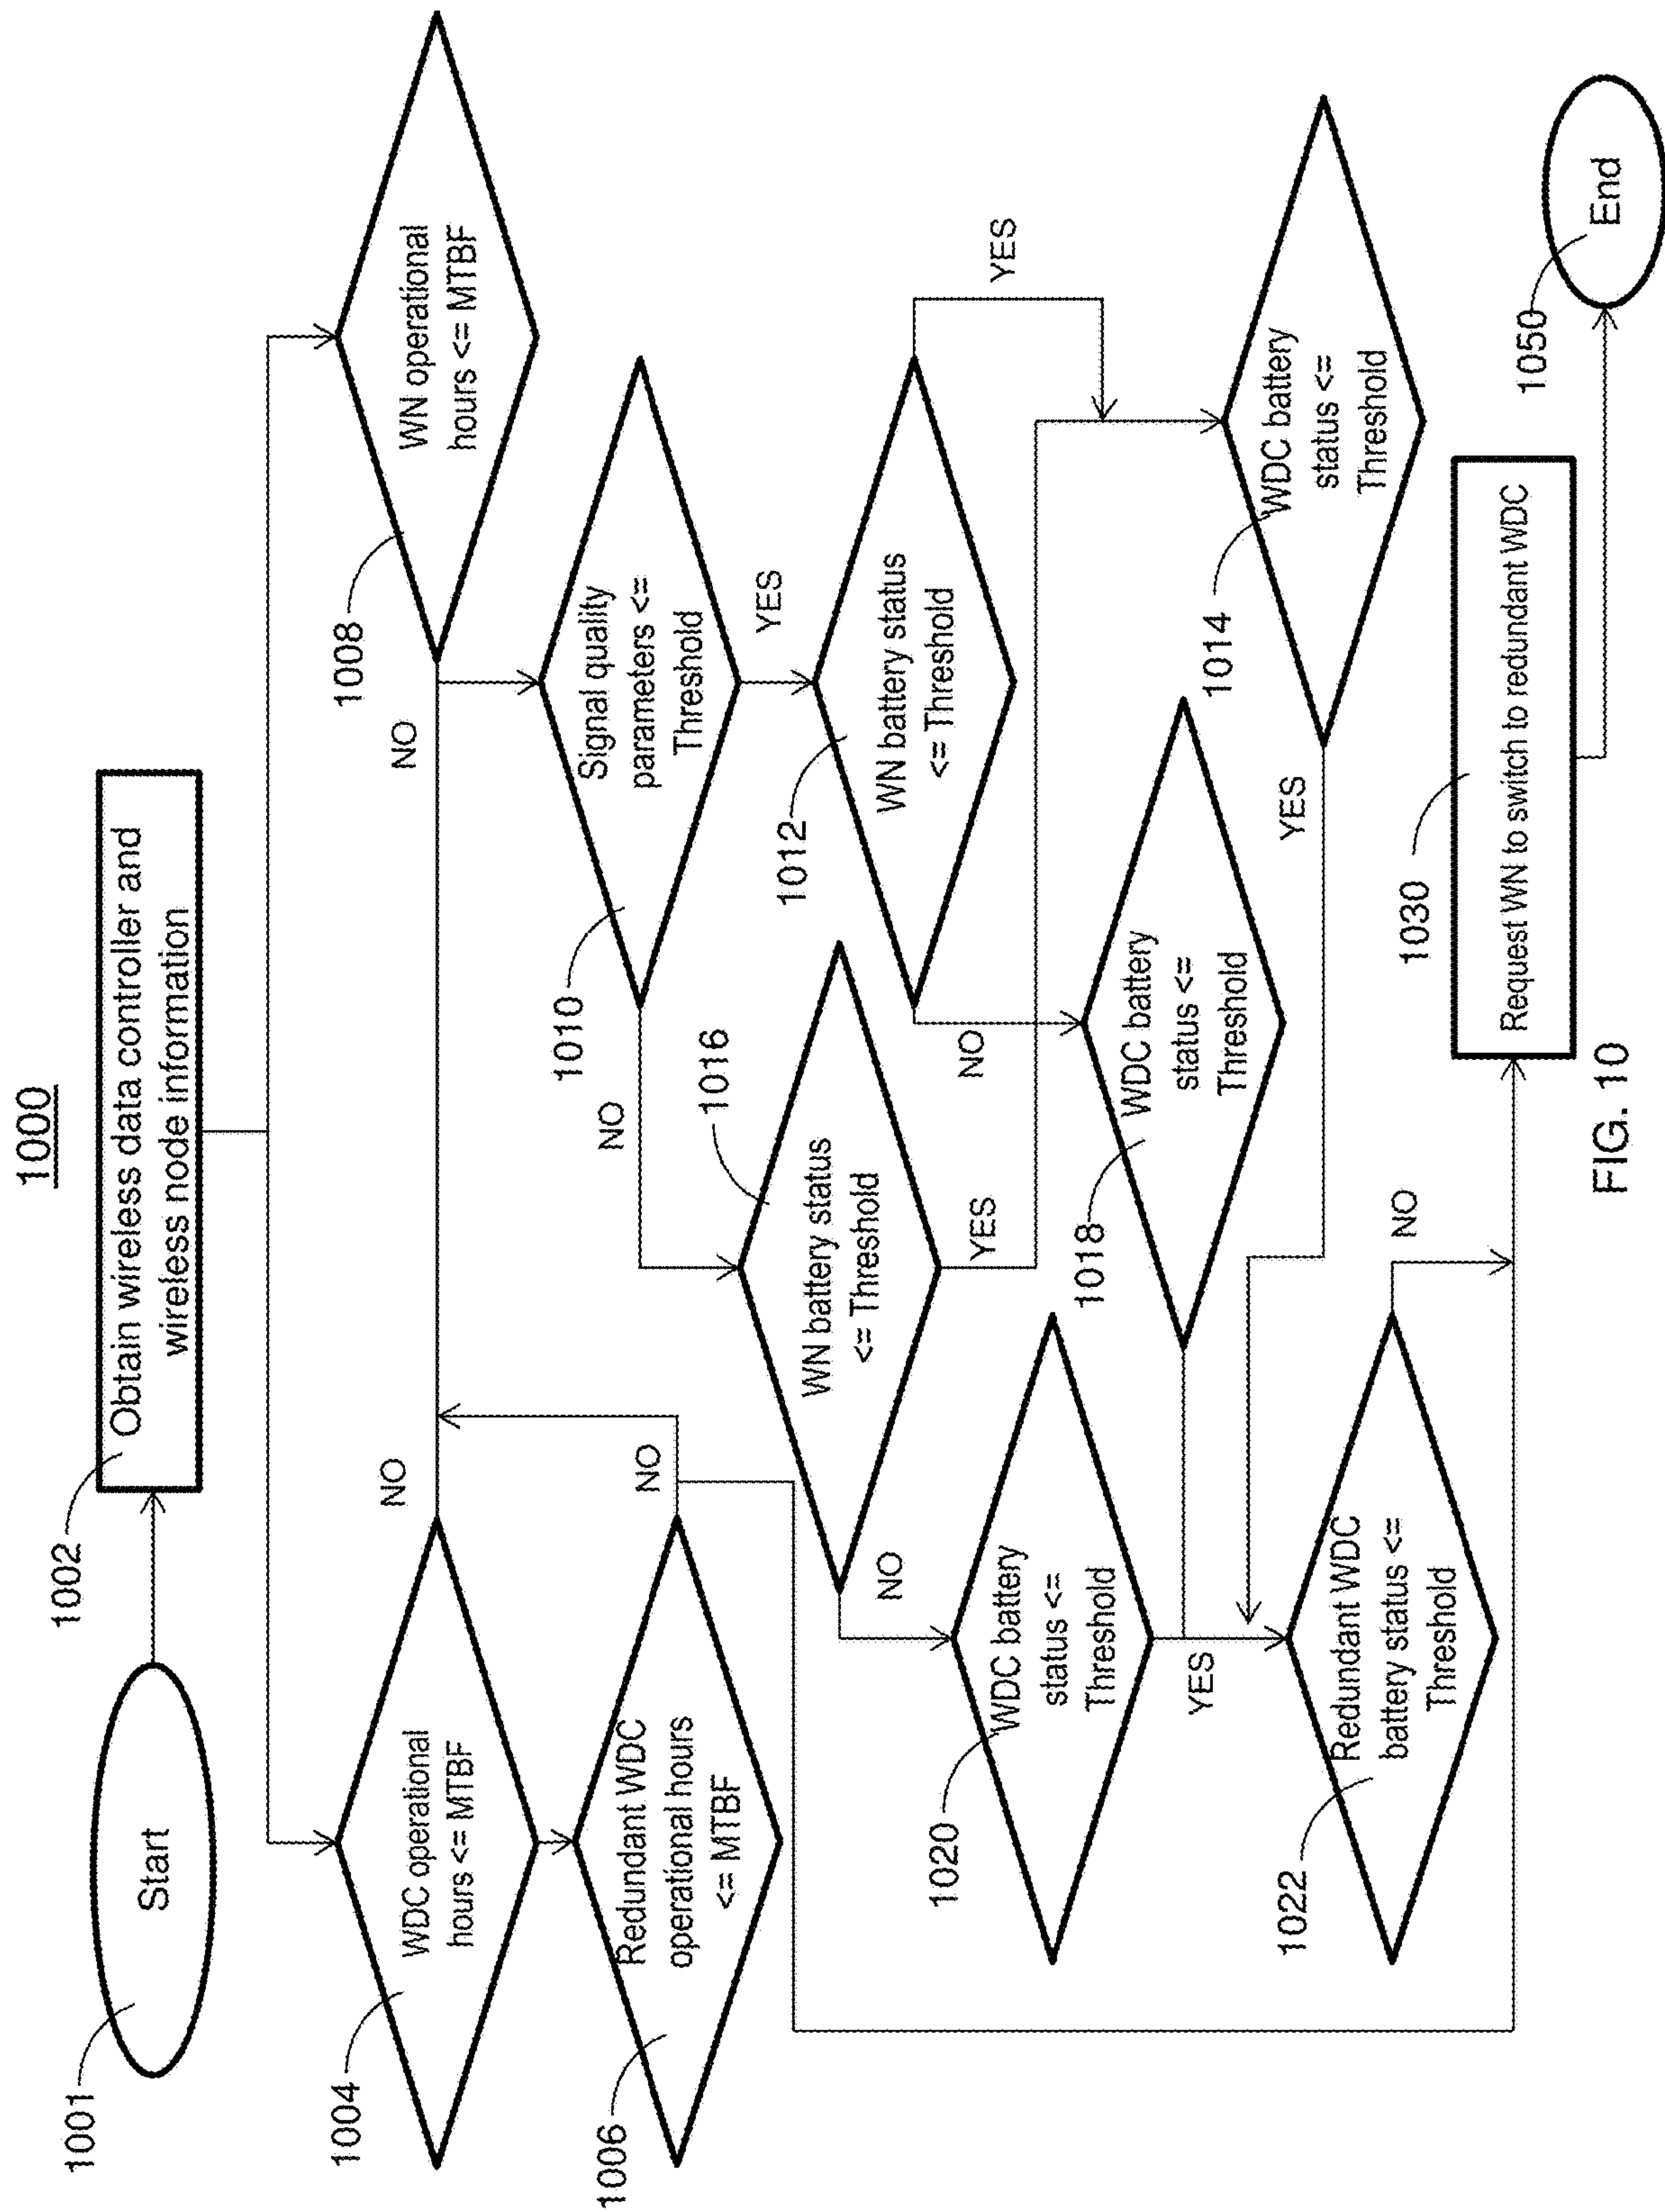 1000
1001
Start
1002
Obtain wireless data controller and
wireless node information
1004
WDC operational
hours <= MTBF
NO
NO
1008
WN operational
hours <= MTBF
1006
Redundant WDC
operational hours
<= MTBF
NO
NO
1010
Signal quality
parameters <=
Threshold
YES
1016
WN battery status
<= Threshold
NO
YES
1012
WN battery status
<= Threshold
NO
YES
1020
WDC battery
status <=
Threshold
YES
1018
WDC battery
status <=
Threshold
1014
WDC battery
status <=
Threshold
YES
1022
Redundant WDC
battery status <=
Threshold
NO
1030
Request WN to switch to redundant WDC
1050
End
FIG. 10